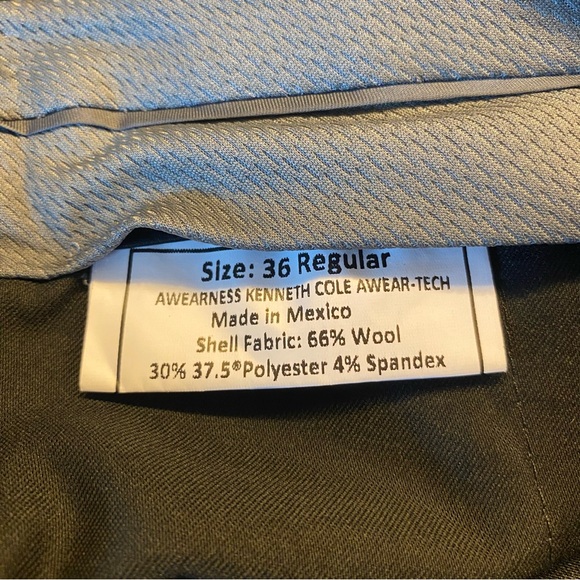 Size: 36 Regular
AWEARNESS KENNETH COLE AWEAR-TECH
Made in Mexico
Shell Fabric: 66% Wool
30% 37.5®Polyester 4% Spandex